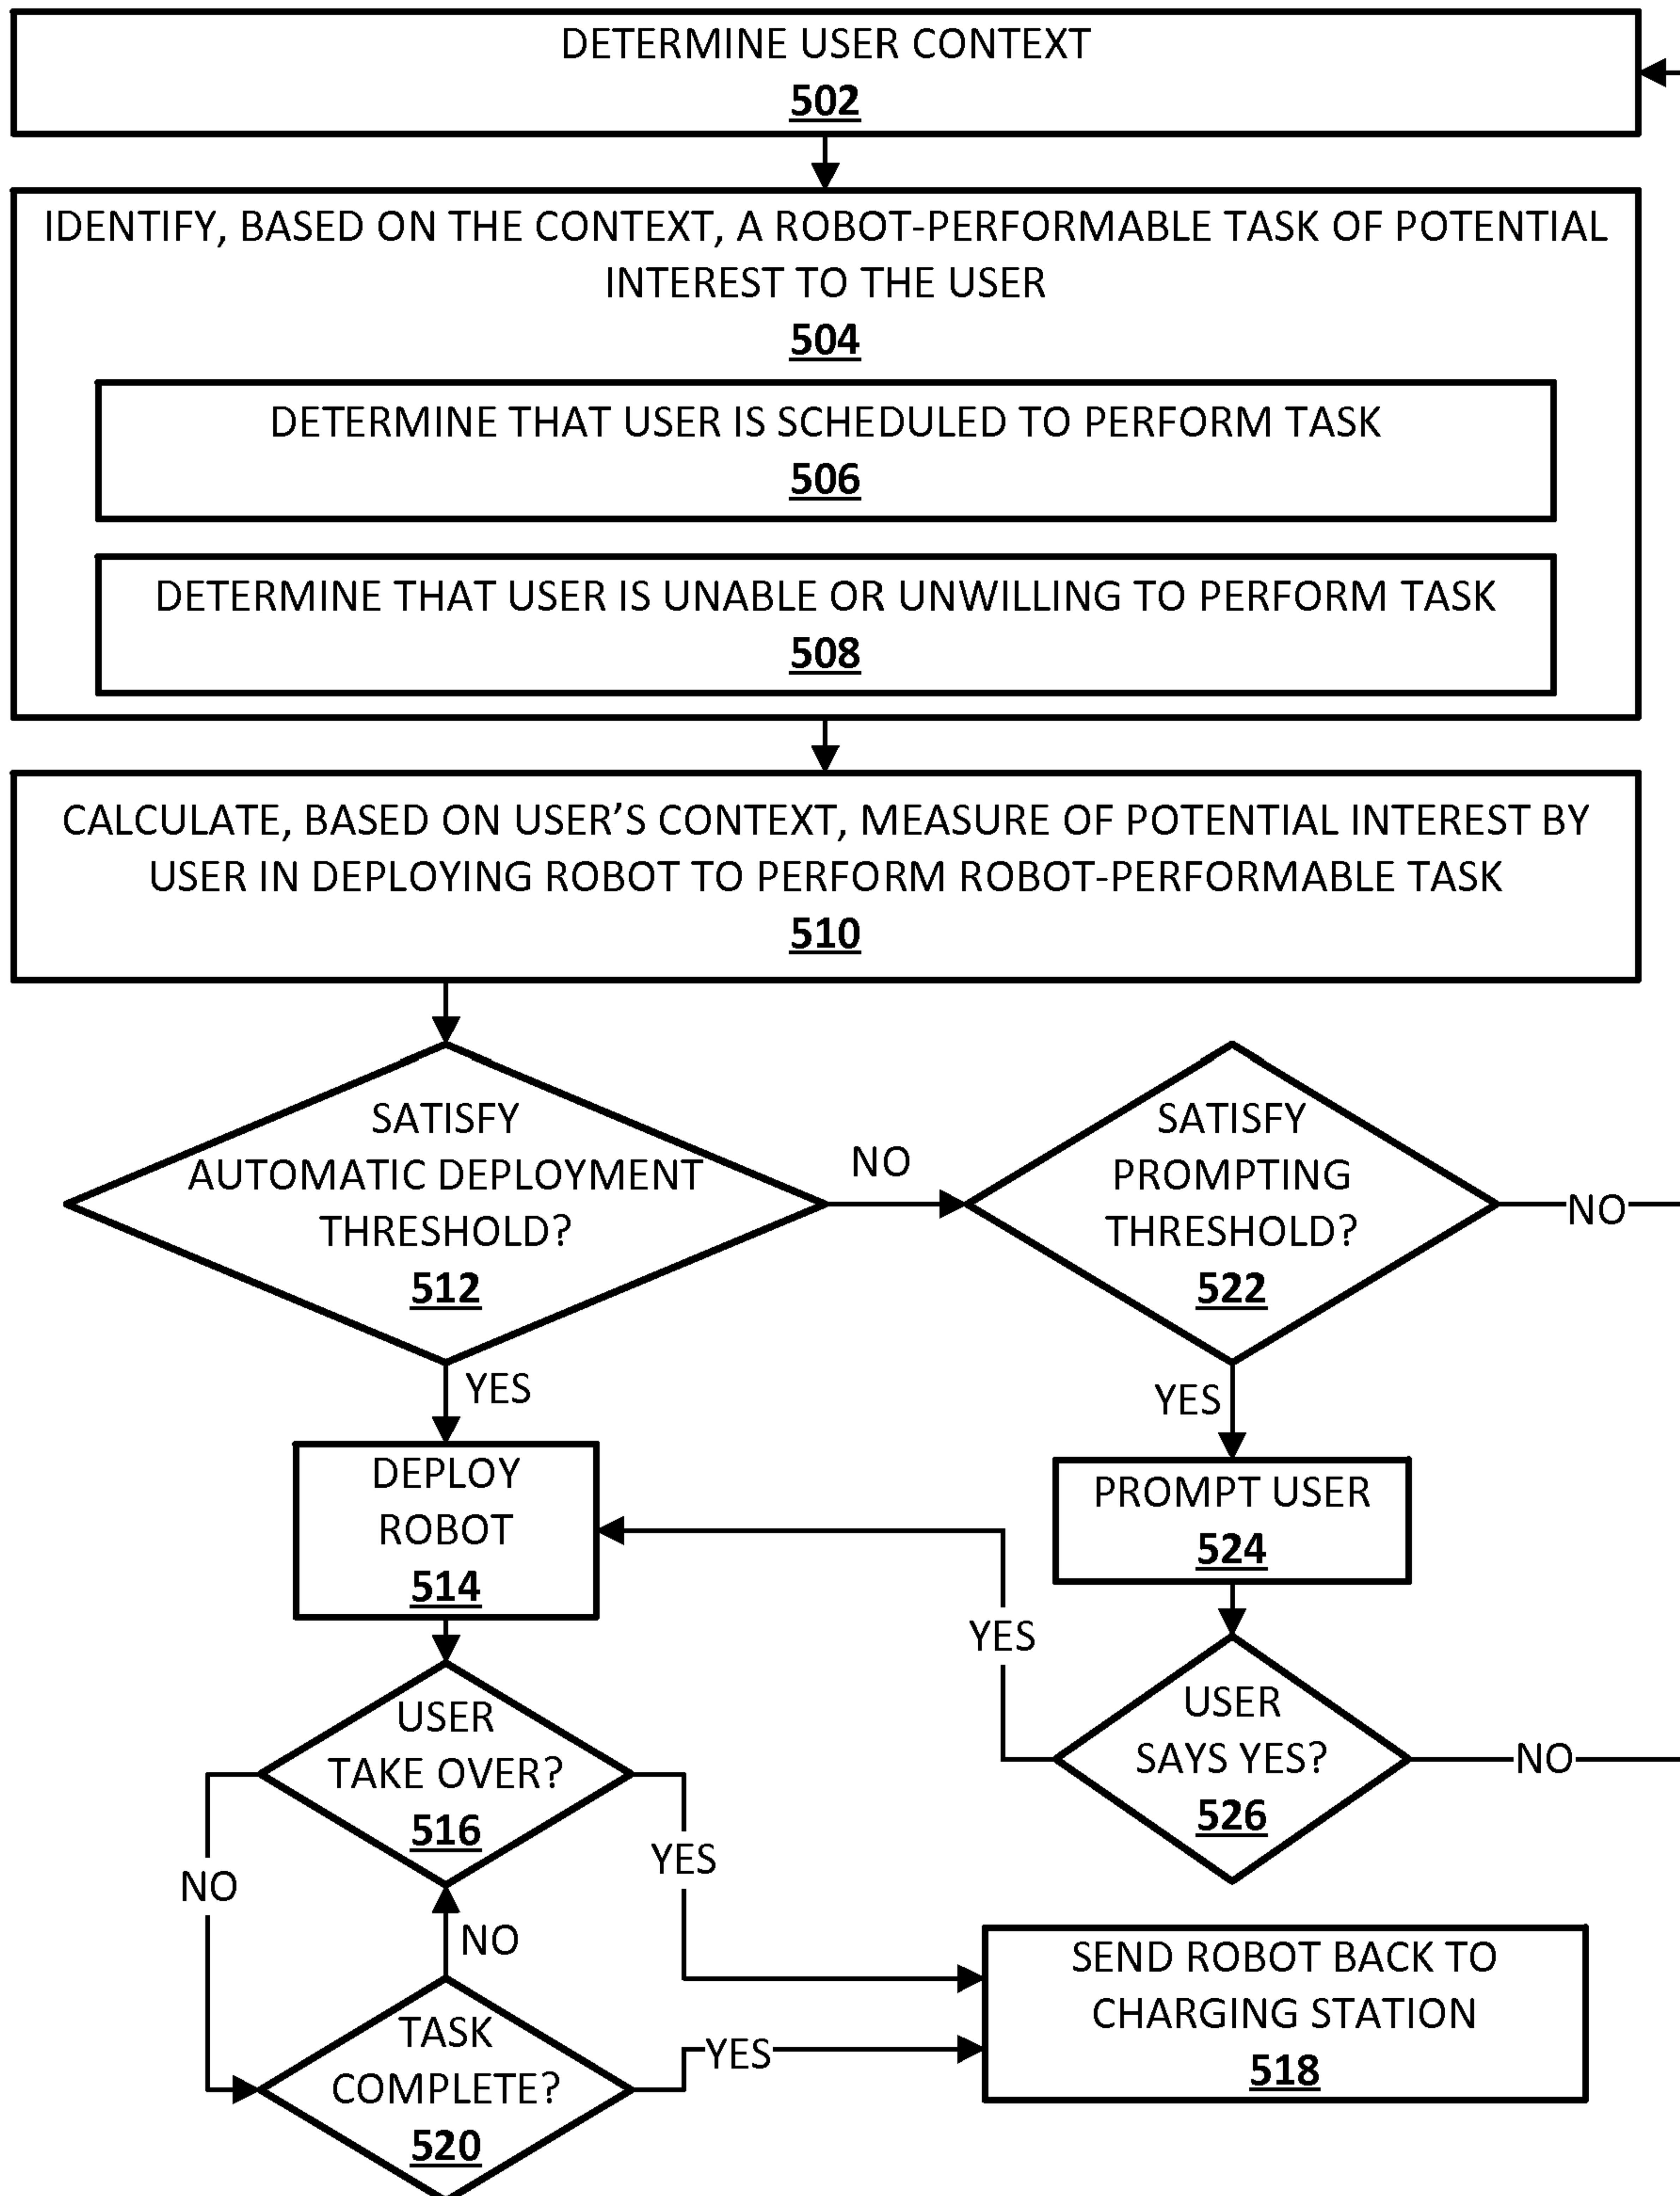 DETERMINE USER CONTEXT
502
IDENTIFY, BASED ON THE CONTEXT, A ROBOT-PERFORMABLE TASK OF POTENTIAL
INTEREST TO THE USER
504
DETERMINE THAT USER IS SCHEDULED TO PERFORM TASK
506
DETERMINE THAT USER IS UNABLE OR UNWILLING TO PERFORM TASK
508
CALCULATE, BASED ON USER’S CONTEXT, MEASURE OF POTENTIAL INTEREST BY
USER IN DEPLOYING ROBOT TO PERFORM ROBOT-PERFORMABLE TASK
510
SATISFY
AUTOMATIC DEPLOYMENT
THRESHOLD?
512
NO
SATISFY
PROMPTING
THRESHOLD?
522
NO
YES
YES
DEPLOY
ROBOT
514
PROMPT USER
524
YES
USER
SAYS YES?
526
NO
USER
TAKE OVER?
516
YES
NO
NO
TASK
COMPLETE?
520
YES
SEND ROBOT BACK TO
CHARGING STATION
518